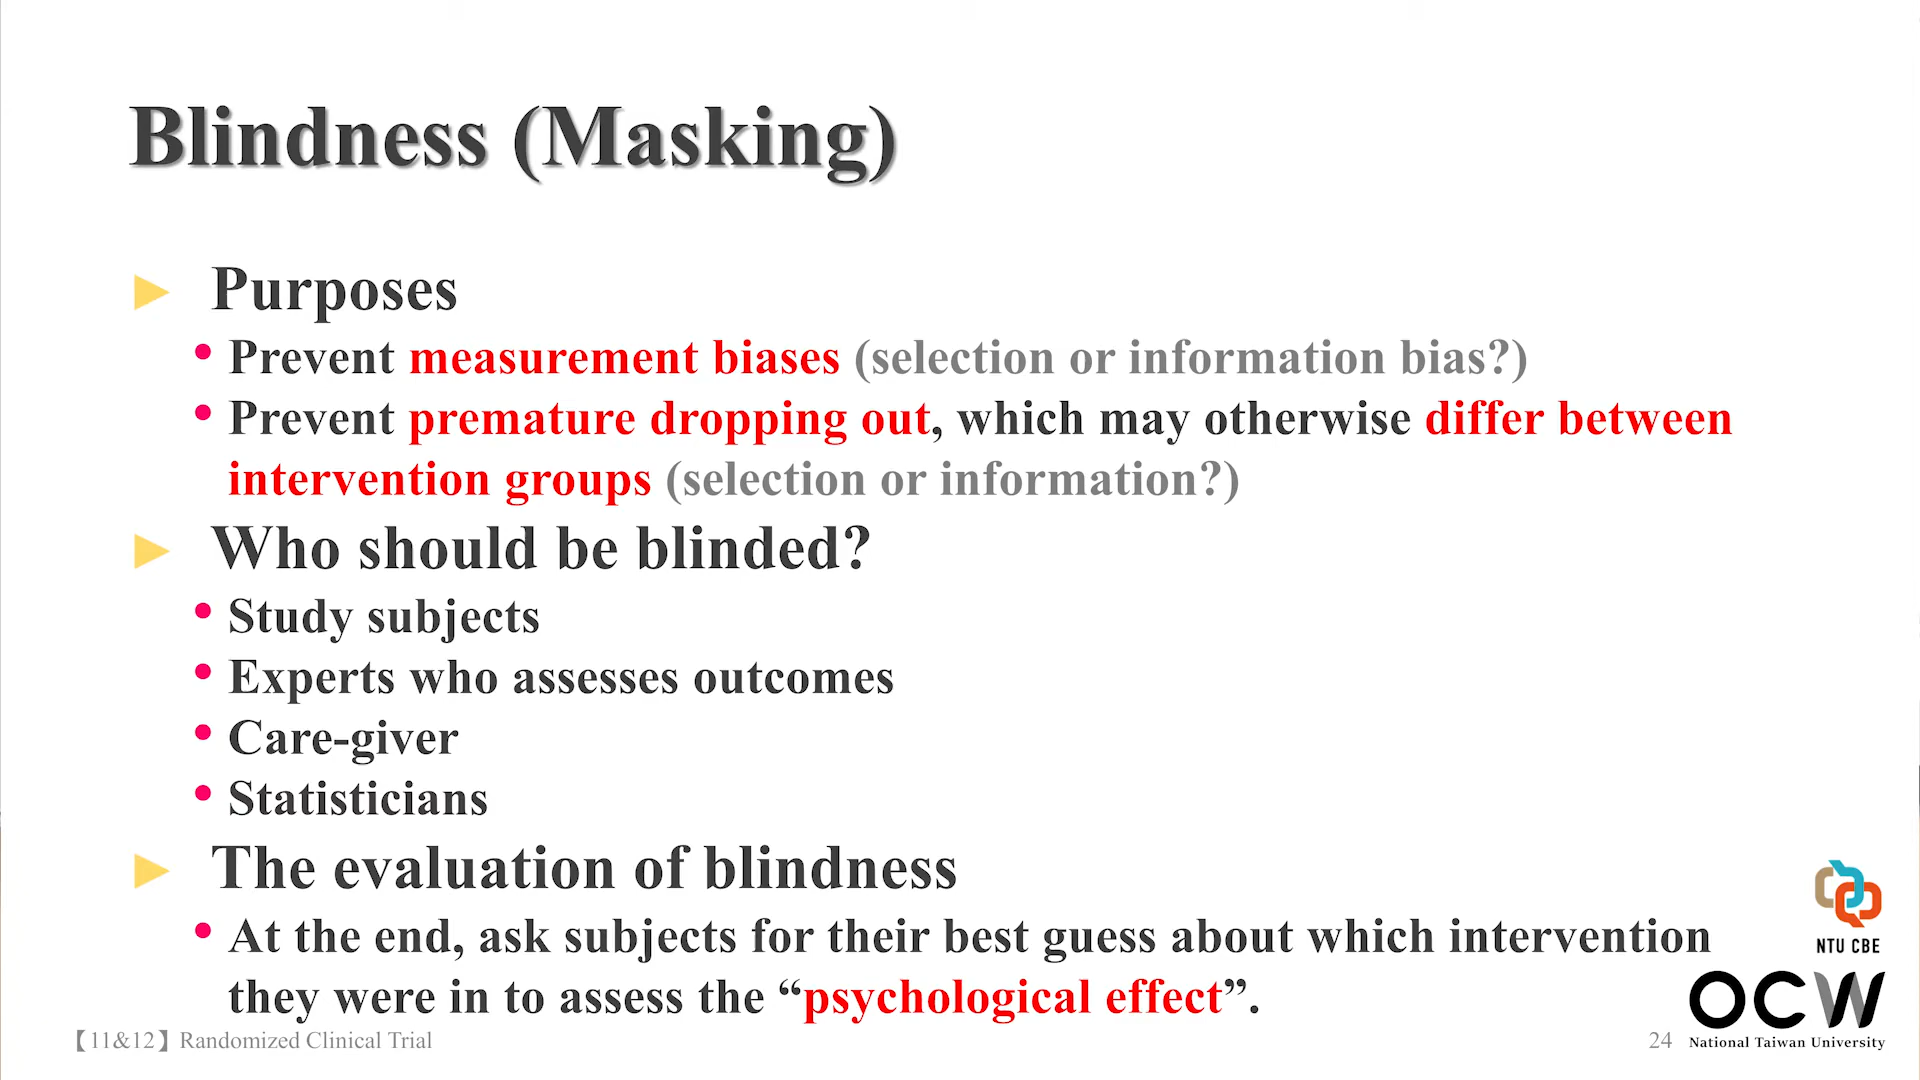 Blindness (Masking)
► Purposes
• Prevent measurement biases (selection or information bias?)
• Prevent premature dropping out, which may otherwise differ between
intervention groups (selection or information?)
► Who should be blinded?
• Study subjects
• Experts who assesses outcomes
• Care-giver
• Statisticians
► The evaluation of blindness
• At the end, ask subjects for their best guess about which intervention
they were in to assess the “psychological effect”.
NTU CBE
OCW
National Taiwan University
【11&12】Randomized Clinical Trial
24